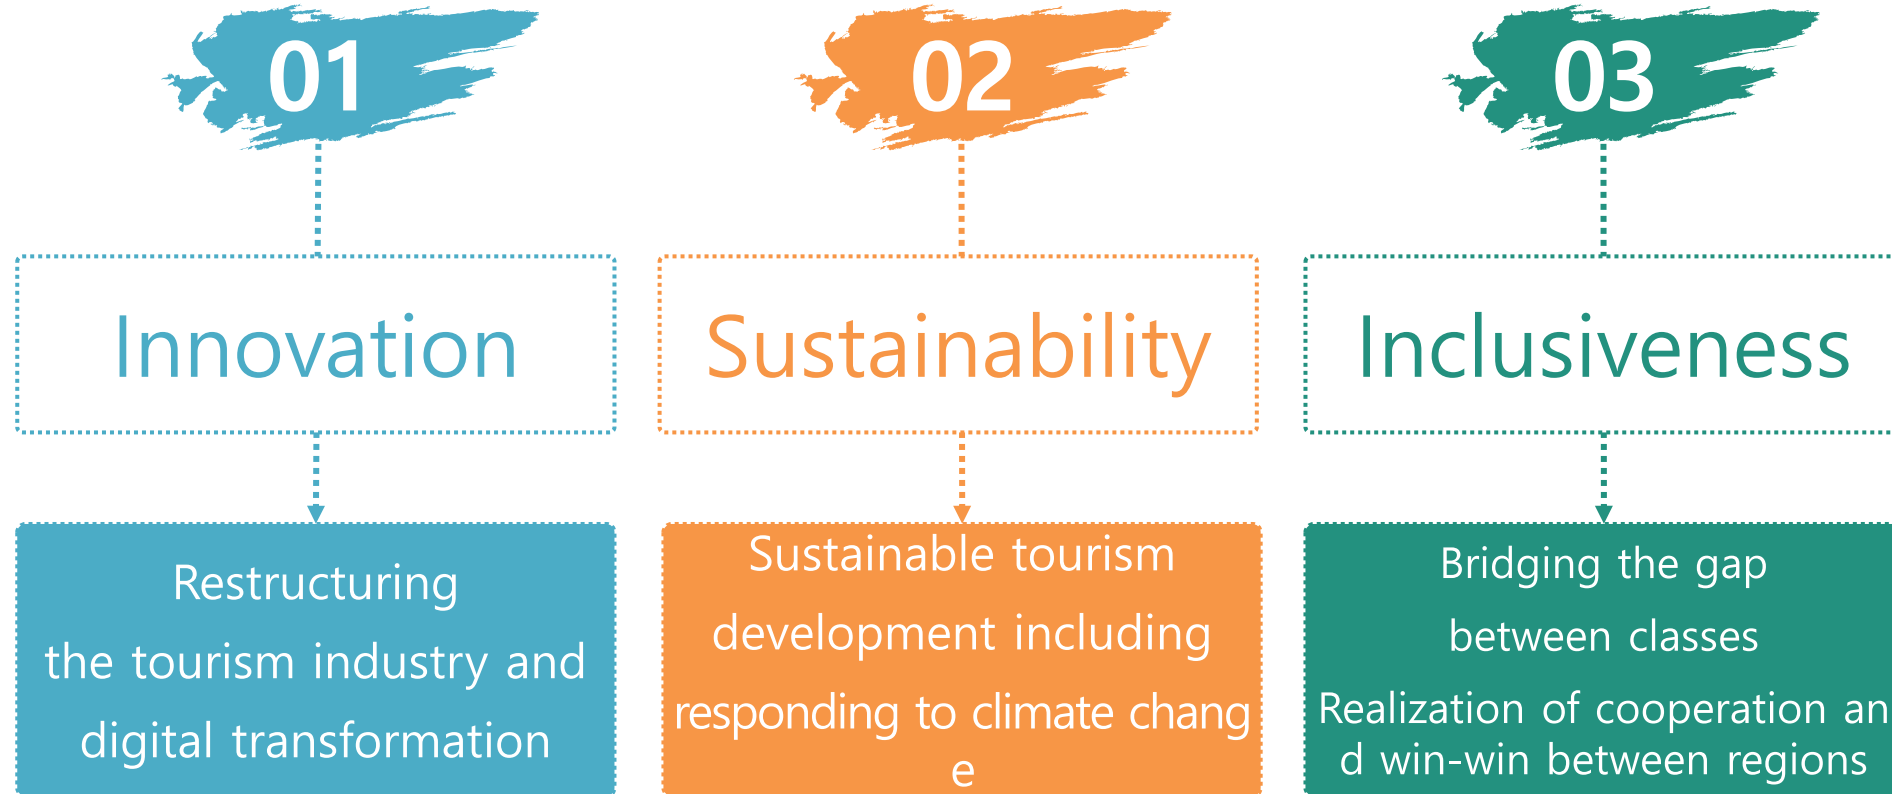 01
Innovation
Restructuring
the tourism industry and
digital transformation
02
Sustainability
Sustainable tourism
development including
responding to climate chang
e
03
Inclusiveness
Bridging the gap
between classes
Realization of cooperation an
d win-win between regions